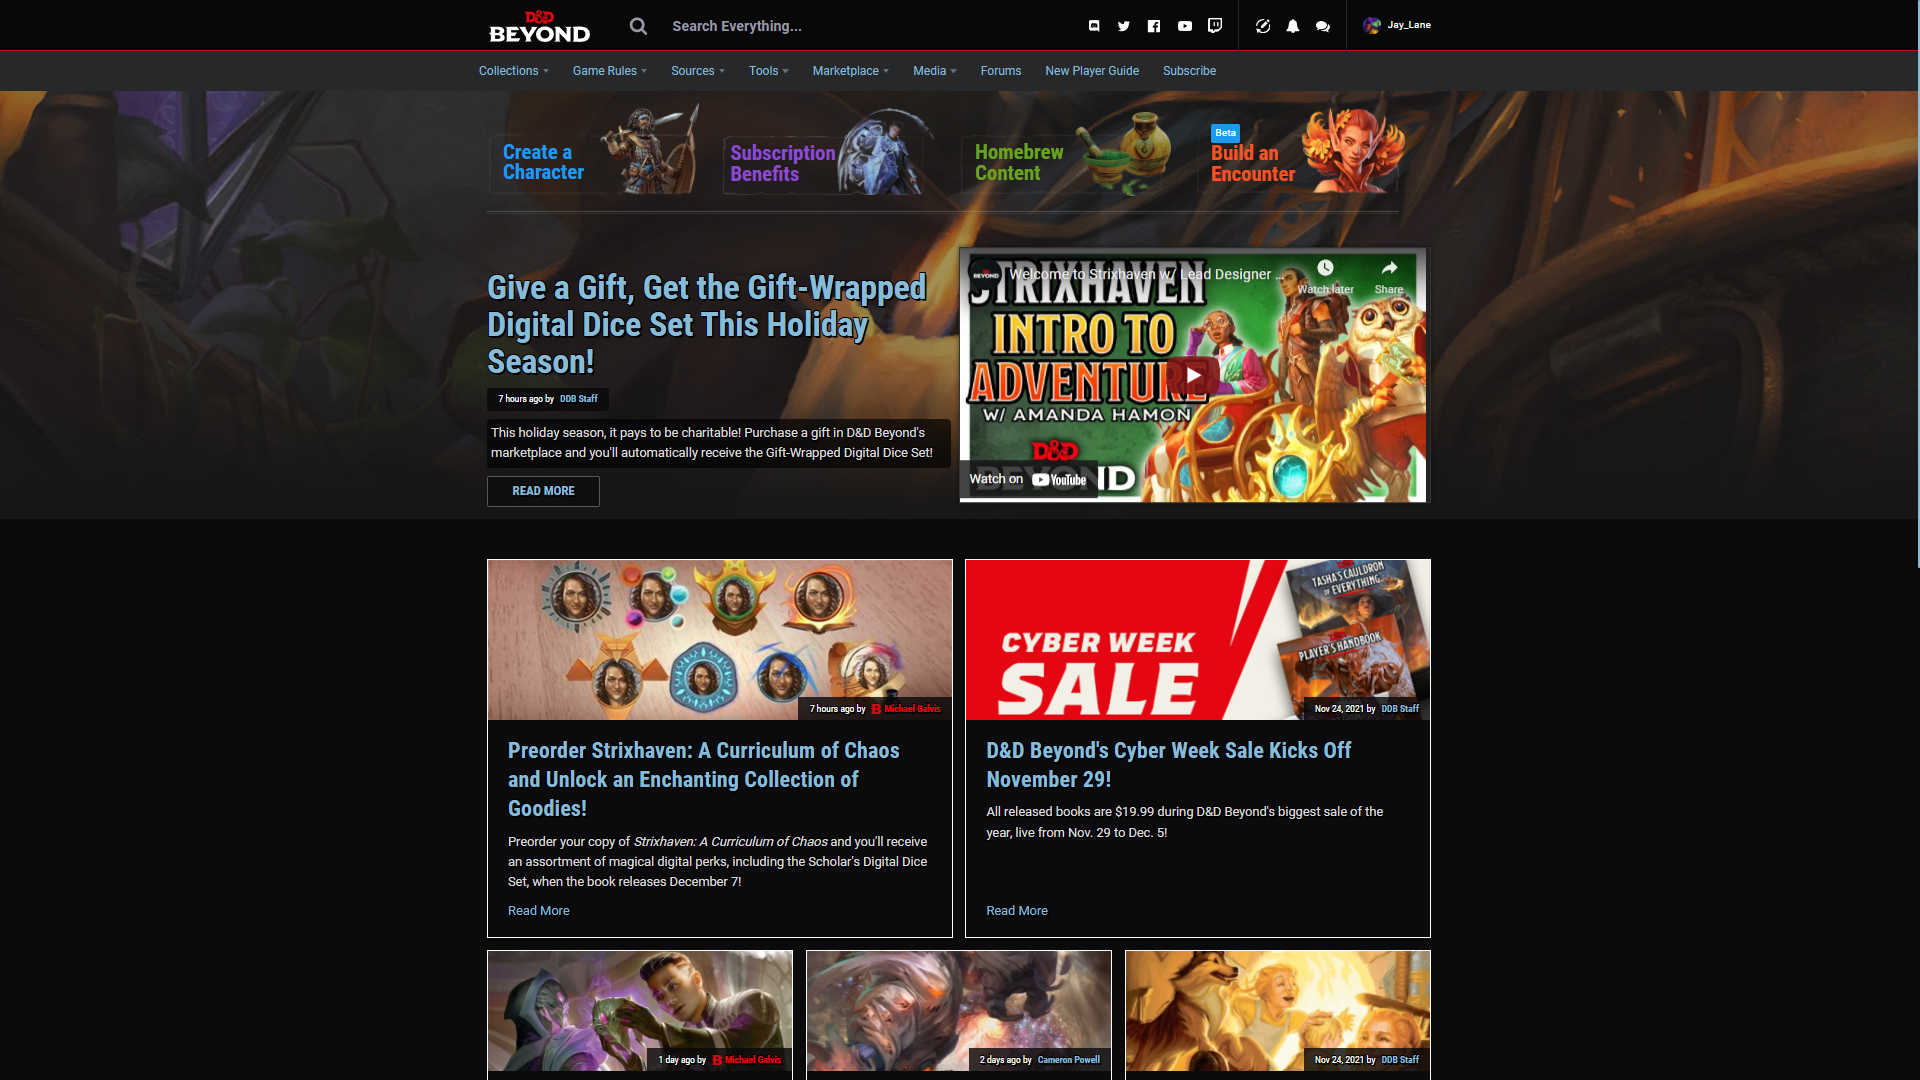 D&D
BEYOND
Search Everything...
Jay_Lane
Collections
Game Rules
Sources
Tools
Marketplace
Media
Forums
New Player Guide
Subscribe
Create a
Character
Subscription
Benefits
Homebrew
Content
Beta
Build an
Encounter
Give a Gift, Get the Gift-Wrapped
Digital Dice Set This Holiday
Season!
7 hours ago by DDB Staff
This holiday season, it pays to be charitable! Purchase a gift in D&D Beyond's
marketplace and you'll automatically receive the Gift-Wrapped Digital Dice Set!
READ MORE
BEYOND
Welcome to Strixhaven w/ Lead Designer ...
Watch later
Share
STRIXHAVEN
INTRO TO
ADVENTURE
W/ AMANDA HAMON
D&D
BEYOND
Watch on YouTube
7 hours ago by Michael Galvis
Preorder Strixhaven: A Curriculum of Chaos
and Unlock an Enchanting Collection of
Goodies!
Preorder your copy of Strixhaven: A Curriculum of Chaos and you'll receive
an assortment of magical digital perks, including the Scholar's Digital Dice
Set, when the book releases December 7!
Read More
CYBER WEEK
SALE
TASHA'S CAULDRON
OF EVERYTHING
PLAYER'S HANDBOOK
Nov 24, 2021 by DDB Staff
D&D Beyond's Cyber Week Sale Kicks Off
November 29!
All released books are $19.99 during D&D Beyond's biggest sale of the
year, live from Nov. 29 to Dec. 5!
Read More
1 day ago by Michael Galvis
2 days ago by Cameron Powell
Nov 24, 2021 by DDB Staff